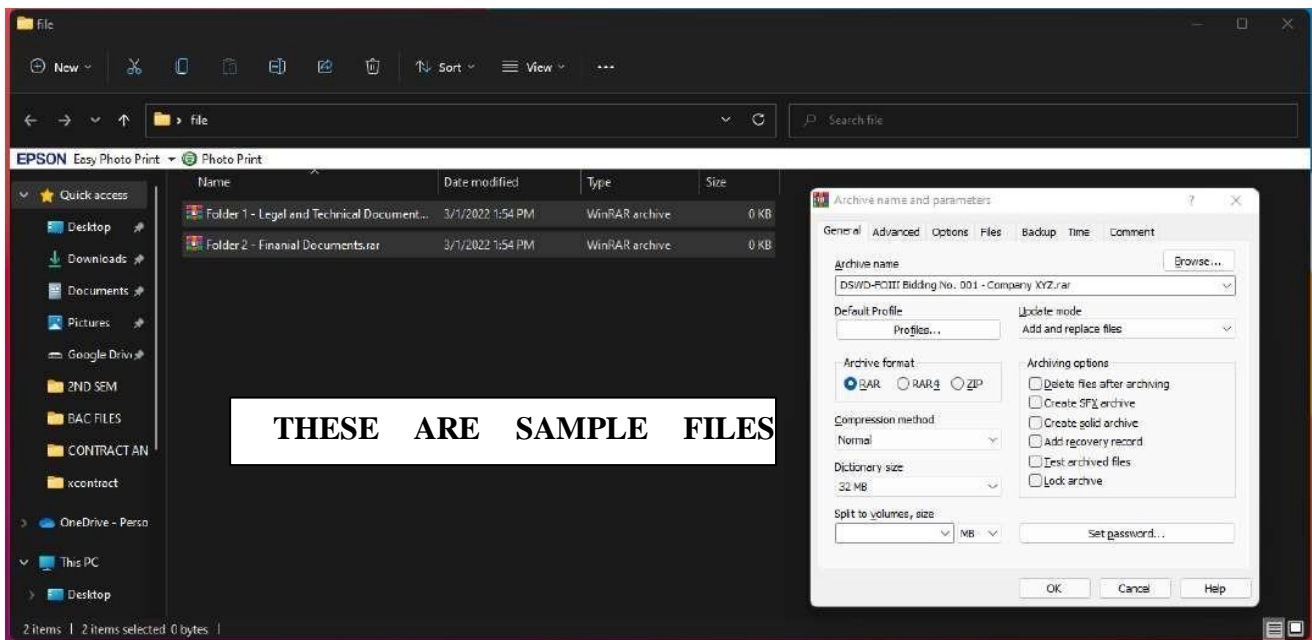 file
New
Sort
View
...
file
Search file
EPSON Easy Photo Print Photo Print
Name Date modified Type Size
Folder 1 - Legal and Technical Document... 3/1/2022 1:54 PM WinRAR archive 0 KB
Folder 2 - Finanial Documents.rar 3/1/2022 1:54 PM WinRAR archive 0 KB
Quick access
Desktop
Downloads
Documents
Pictures
Google Driv
2ND SEM
BAC FILES
CONTRACT AN
xcontract
OneDrive - Perso
This PC
Desktop
2 items 2 items selected 0 bytes
THESE ARE SAMPLE FILES
Archive name and parameters
General Advanced Options Files Backup Time Comment
Archive name
Browse...
DSWD-FOIII Bidding No. 001 - Company XYZ.rar
Default Profile
Profiles...
Update mode
Add and replace files
Archive format
RAR RAR4 ZIP
Compression method
Normal
Dictionary size
32 MB
Split to volumes, size
MB
Archiving options
Delete files after archiving
Create SFX archive
Create solid archive
Add recovery record
Test archived files
Lock archive
Set password...
OK Cancel Help